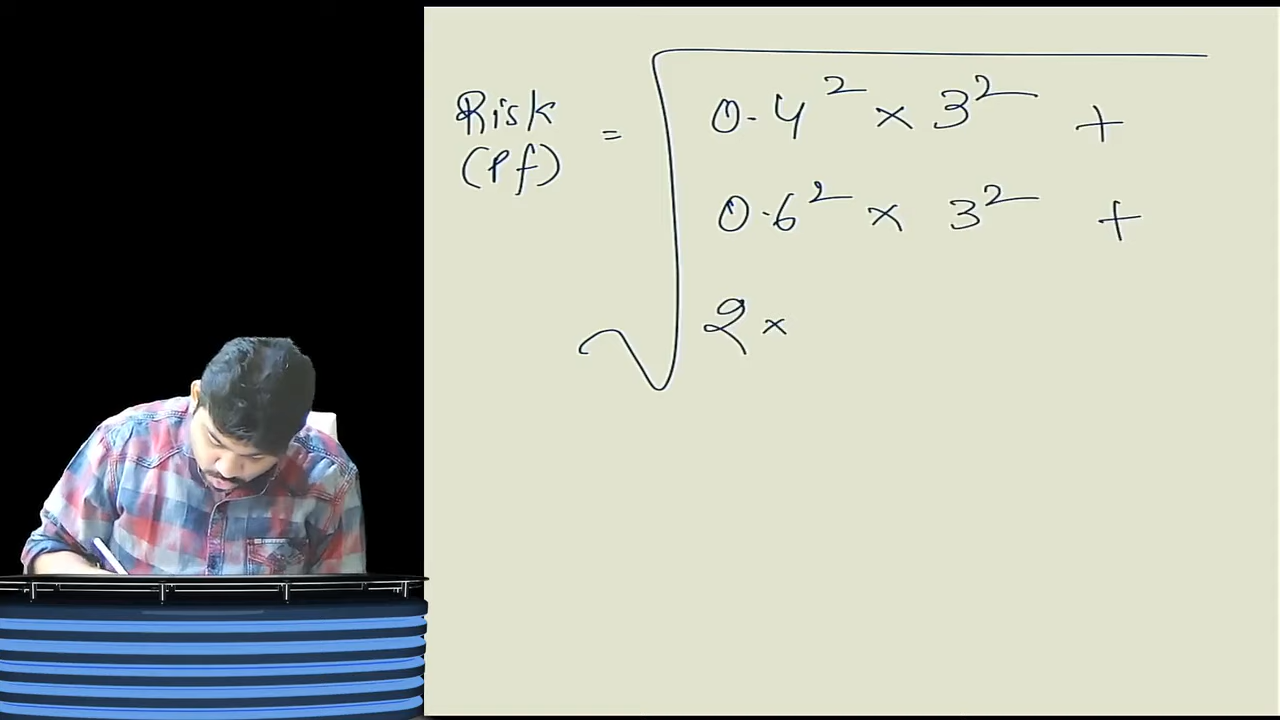 Risk
(Pf) =
0.4² × 3² +
0.6² × 3² +
2 ×